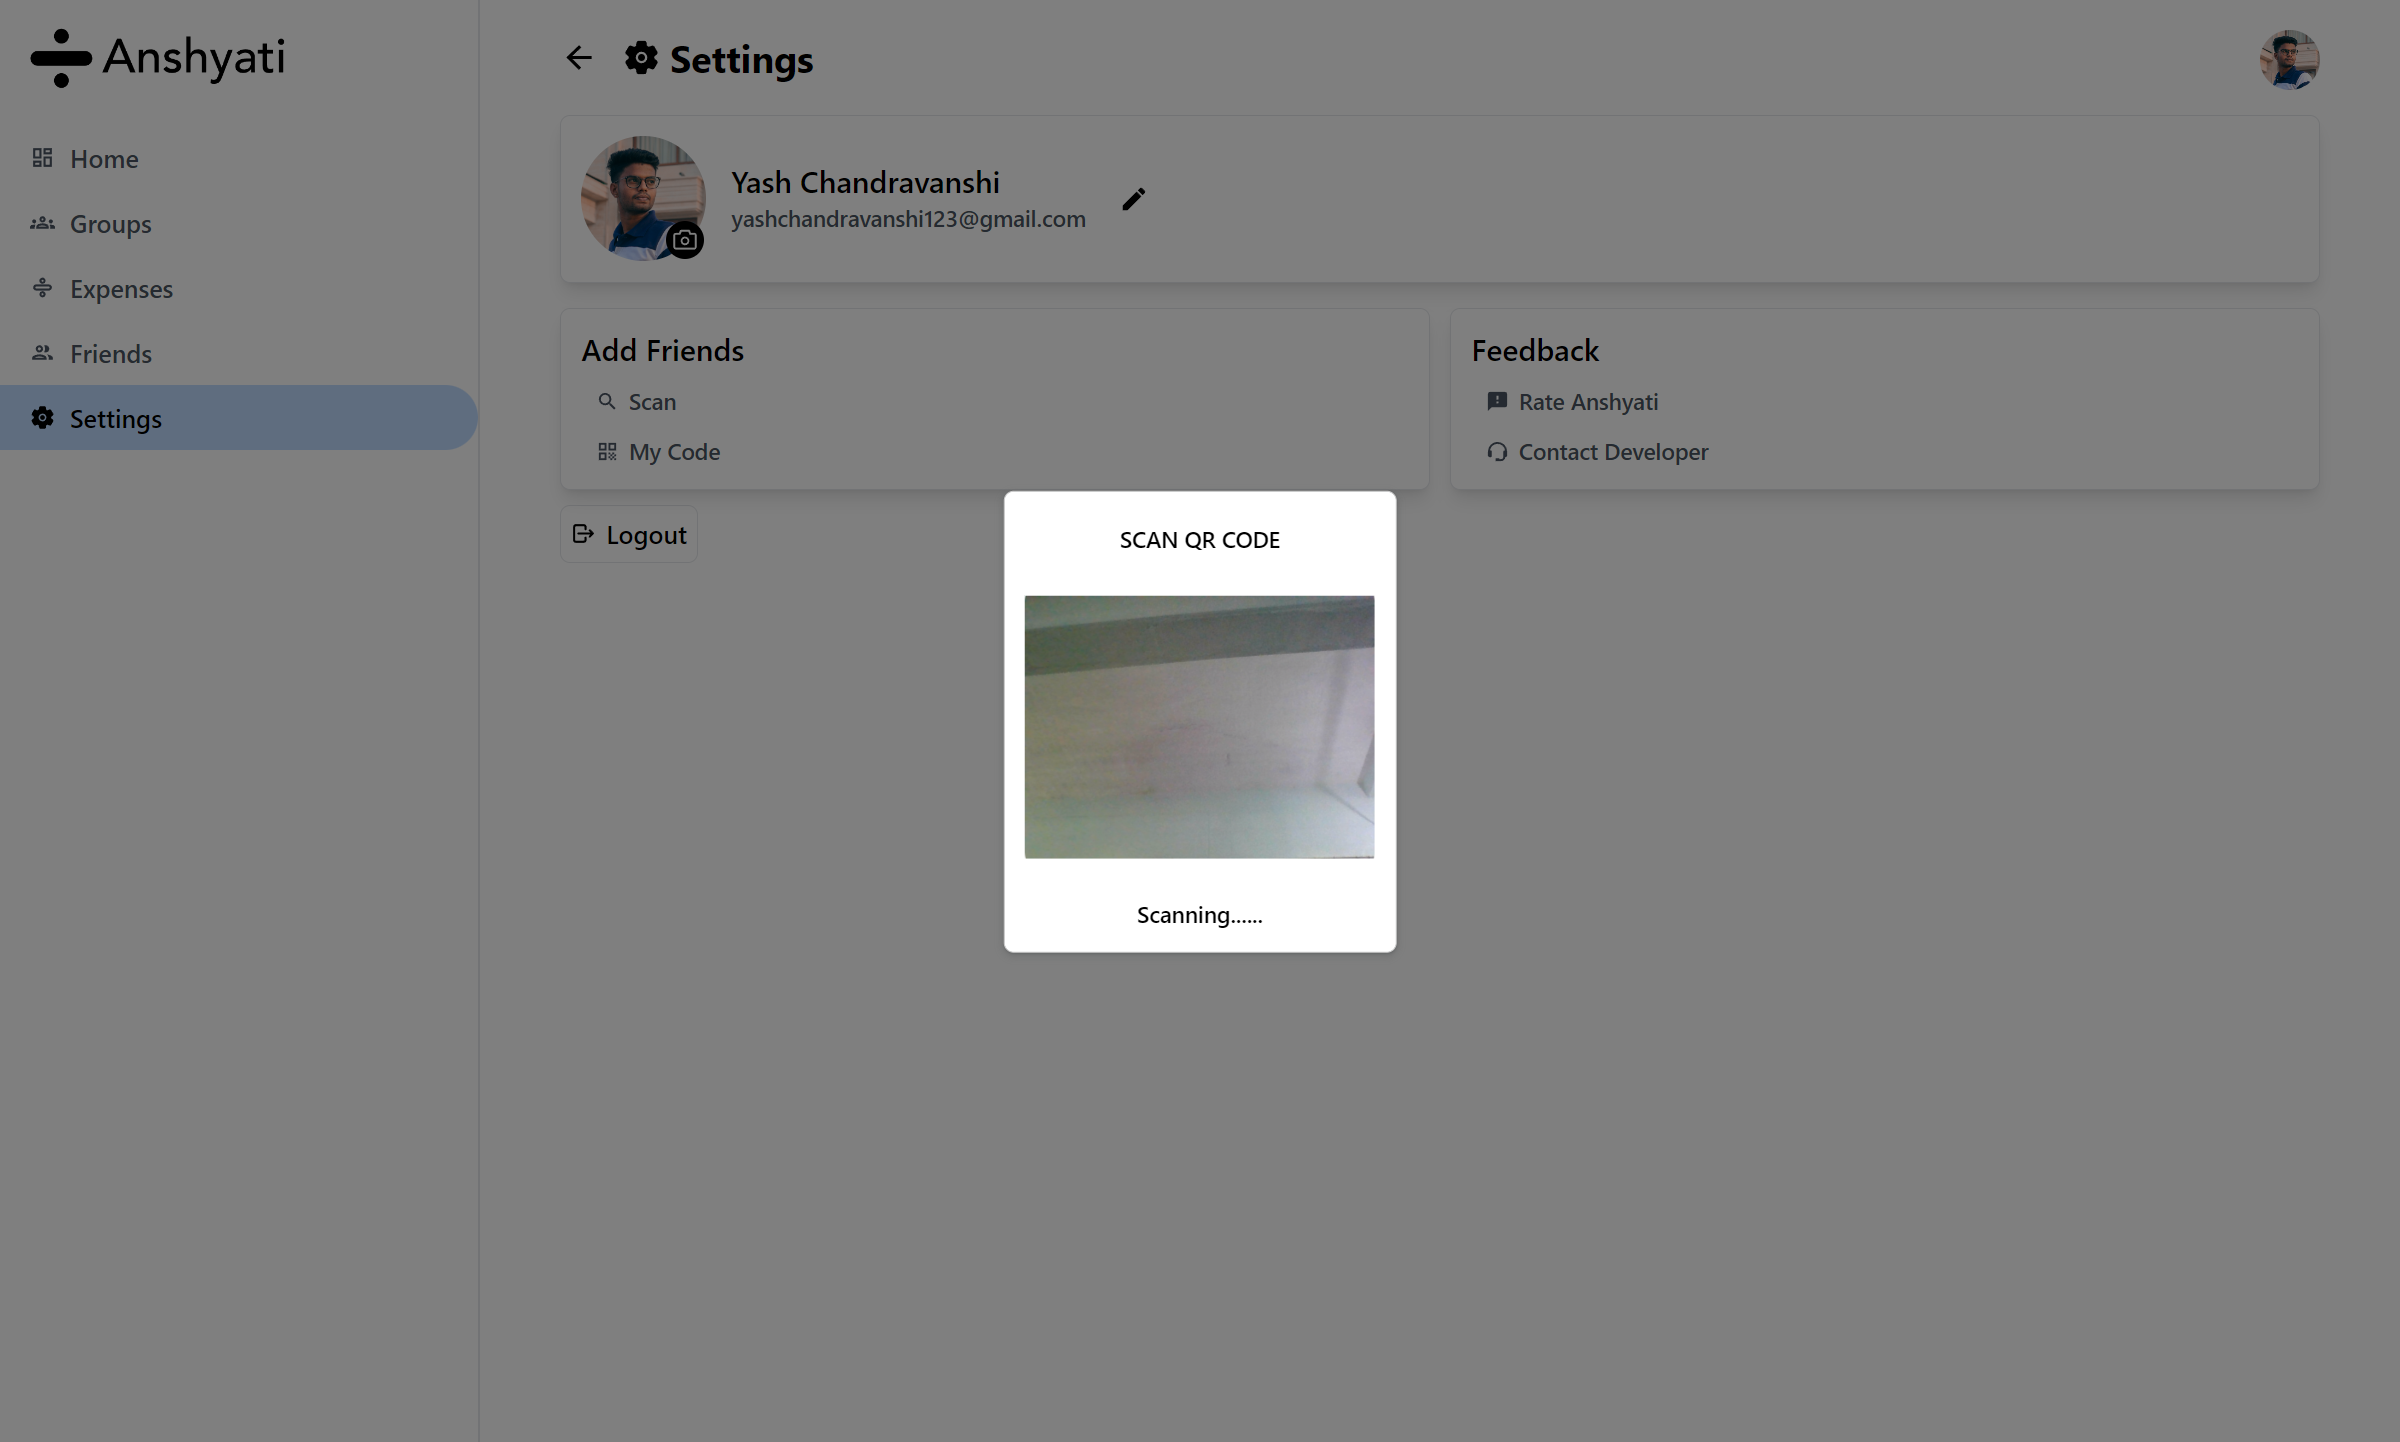 Anshyati
Home
Groups
Expenses
Friends
Settings
Settings
Yash Chandravanshi
yashchandravanshi123@gmail.com
Add Friends
Scan
My Code
Feedback
Rate Anshyati
Contact Developer
Logout
SCAN QR CODE
Scanning......